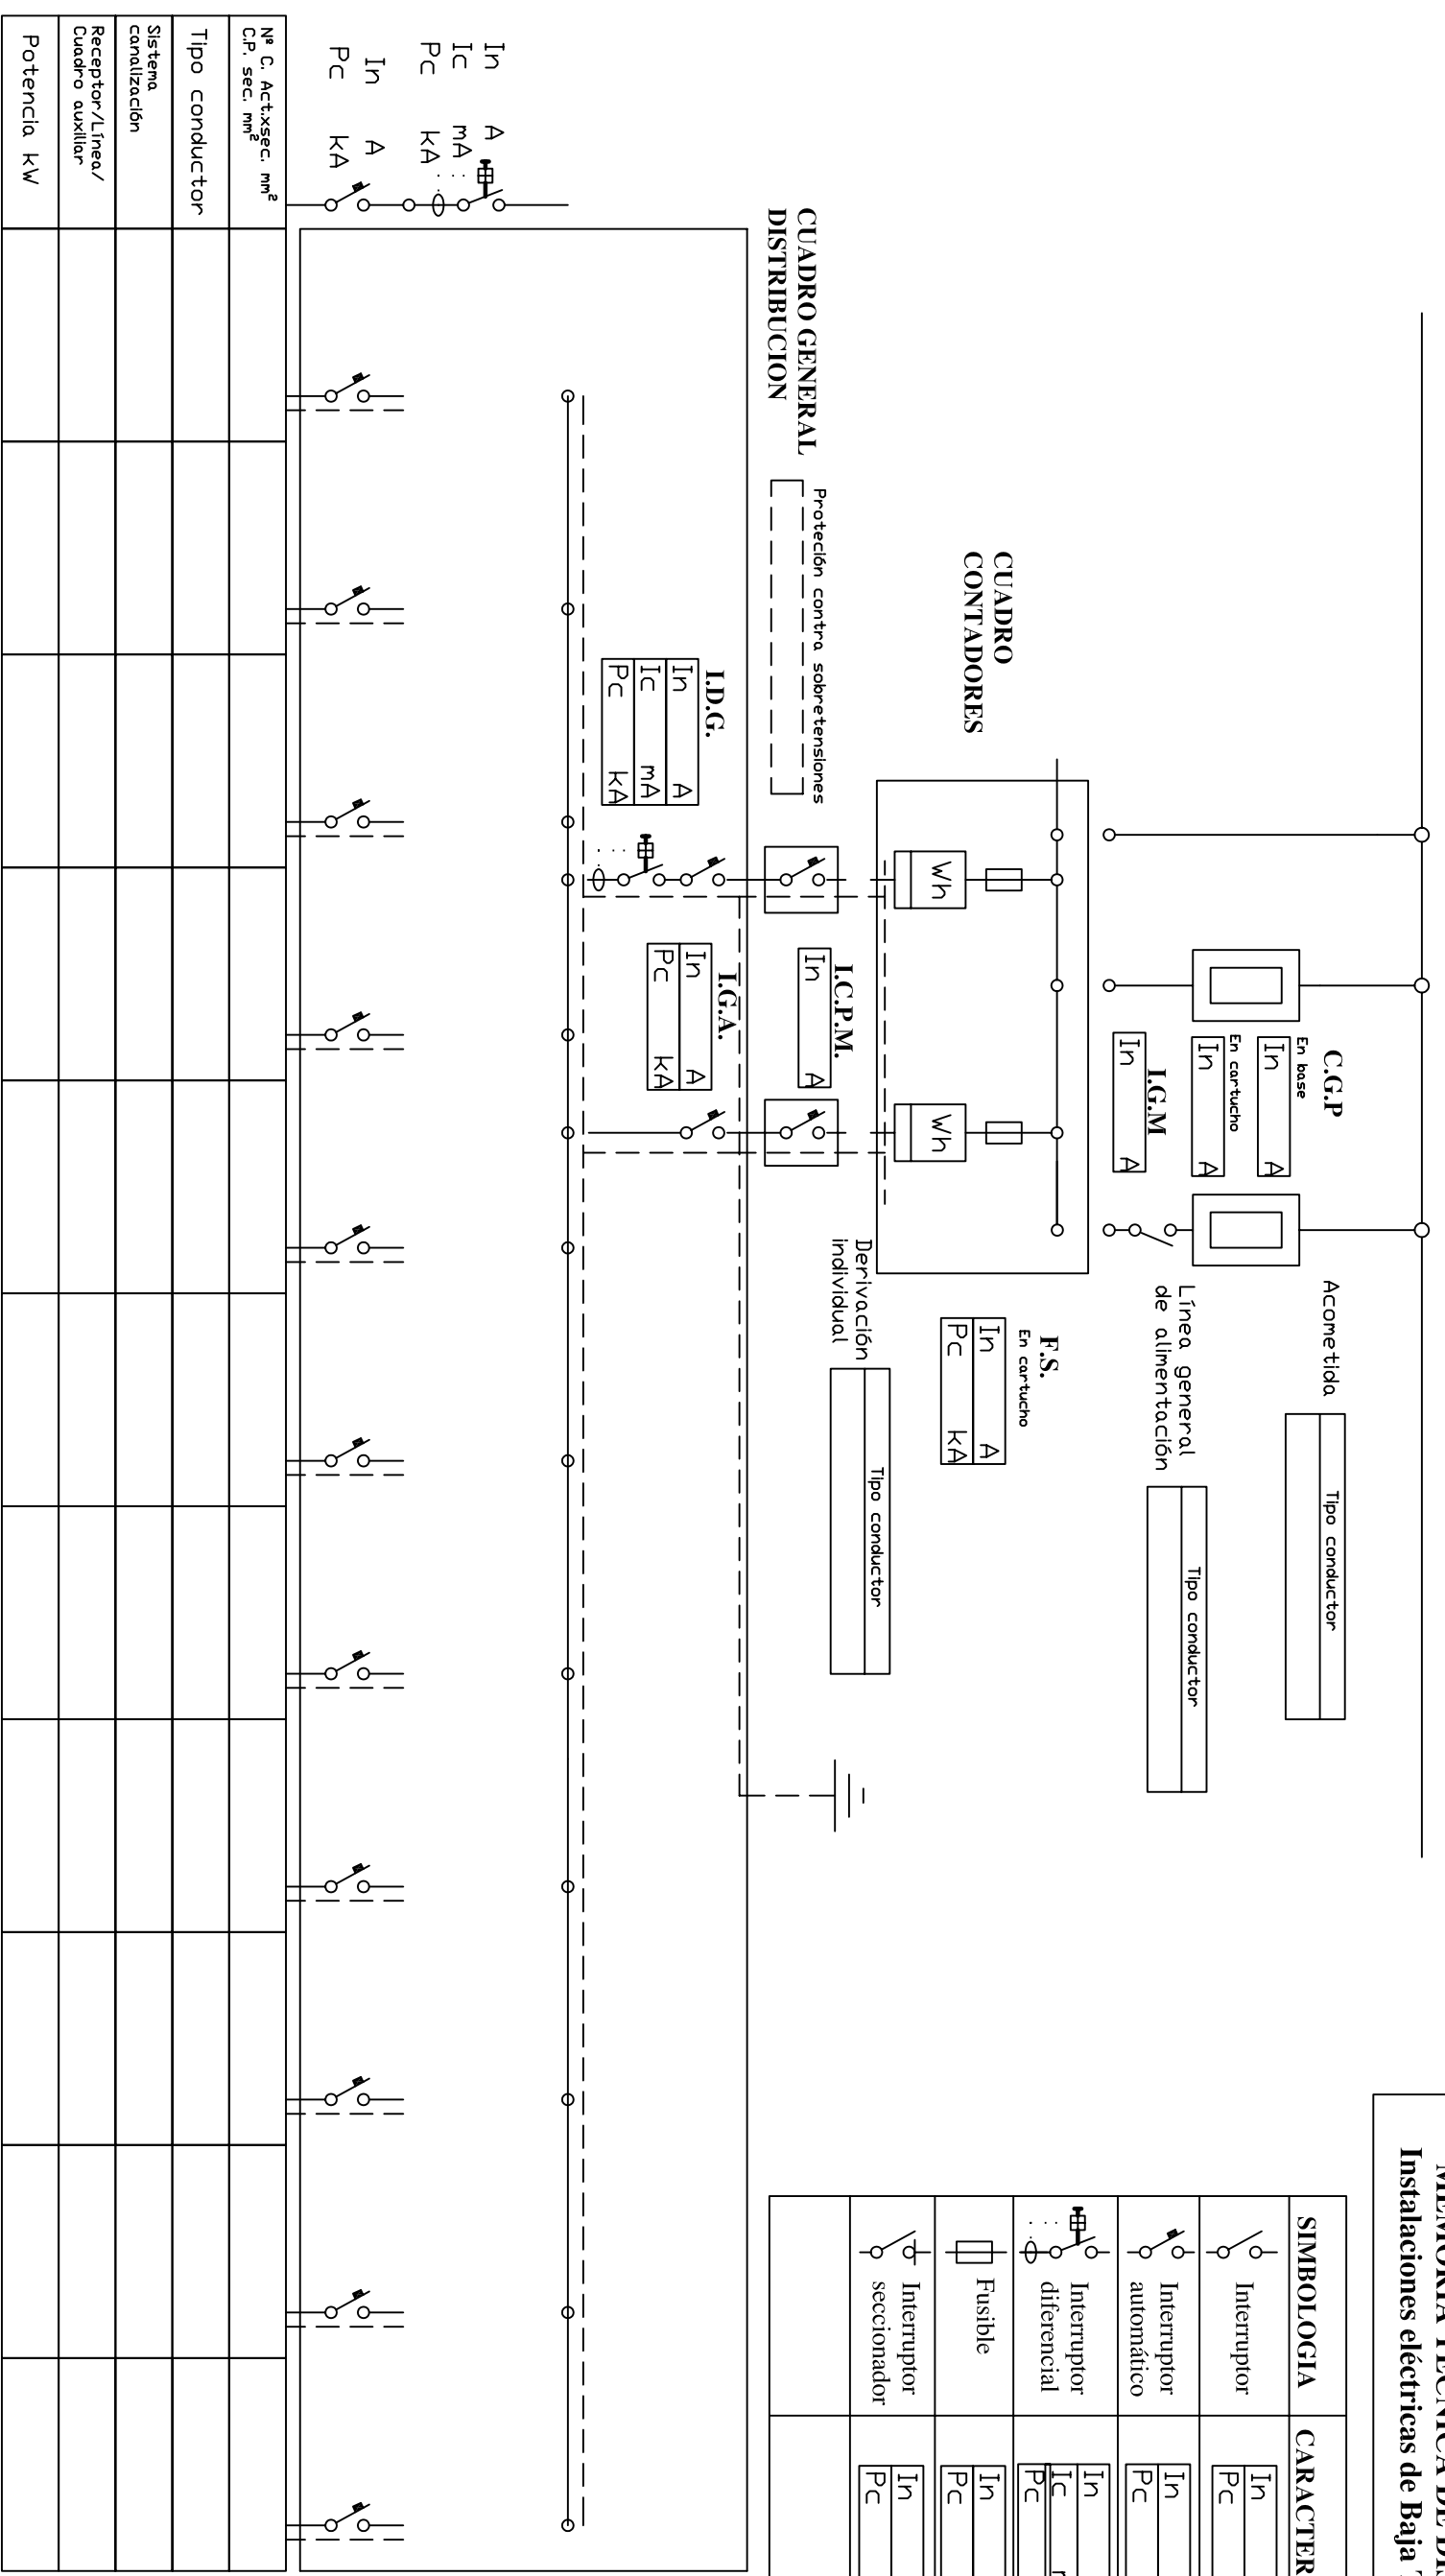 MEMORIA TÉCNICA DE
Instalaciones eléctricas de Baja
SIMBOLOGIA
CARACTER
Interruptor
In
Pc
Interruptor
automático
In
Pc
Interruptor
diferencial
In
Ic
Pc
Fusible
In
Pc
Interruptor
seccionador
In
Pc
C.G.P
En base
In A
En cartucho
In A
I.G.M
In A
Acometida
Tipo conductor
Línea general
de alimentación
Tipo conductor
CUADRO
CONTADORES
Wh
Wh
F.S.
En cartucho
In A
Pc kA
Derivación
individual
Tipo conductor
CUADRO GENERAL
DISTRIBUCION
Proteción contra sobretensiones
I.C.P.M.
In A
I.D.G.
In A
Ic mA
Pc kA
I.G.A.
In A
Pc kA
In A
Ic mA
Pc kA
In A
Pc kA
Nº C. Act.xsec. mm²
C.P. sec. mm²
Tipo conductor
Sistema
canalización
Receptor/Línea/
Cuadro auxiliar
Potencia kW